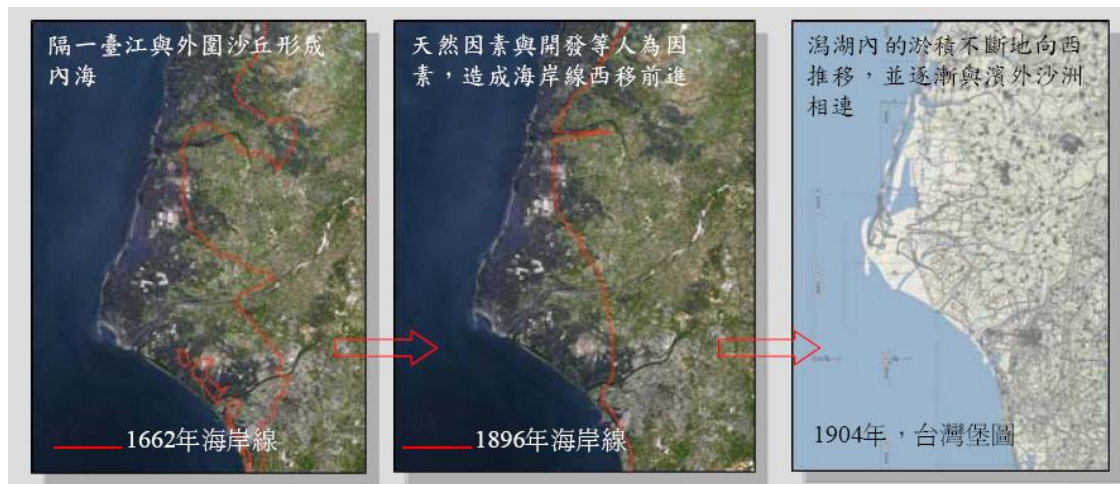 隔一臺江與外圍沙丘形成
內海
1662年海岸線
天然因素與開發等人為因
素，造成海岸線西移前進
1896年海岸線
潟湖內的淤積不斷地向西
推移，並逐漸與濱外沙洲
相連
1904年，台灣堡圖